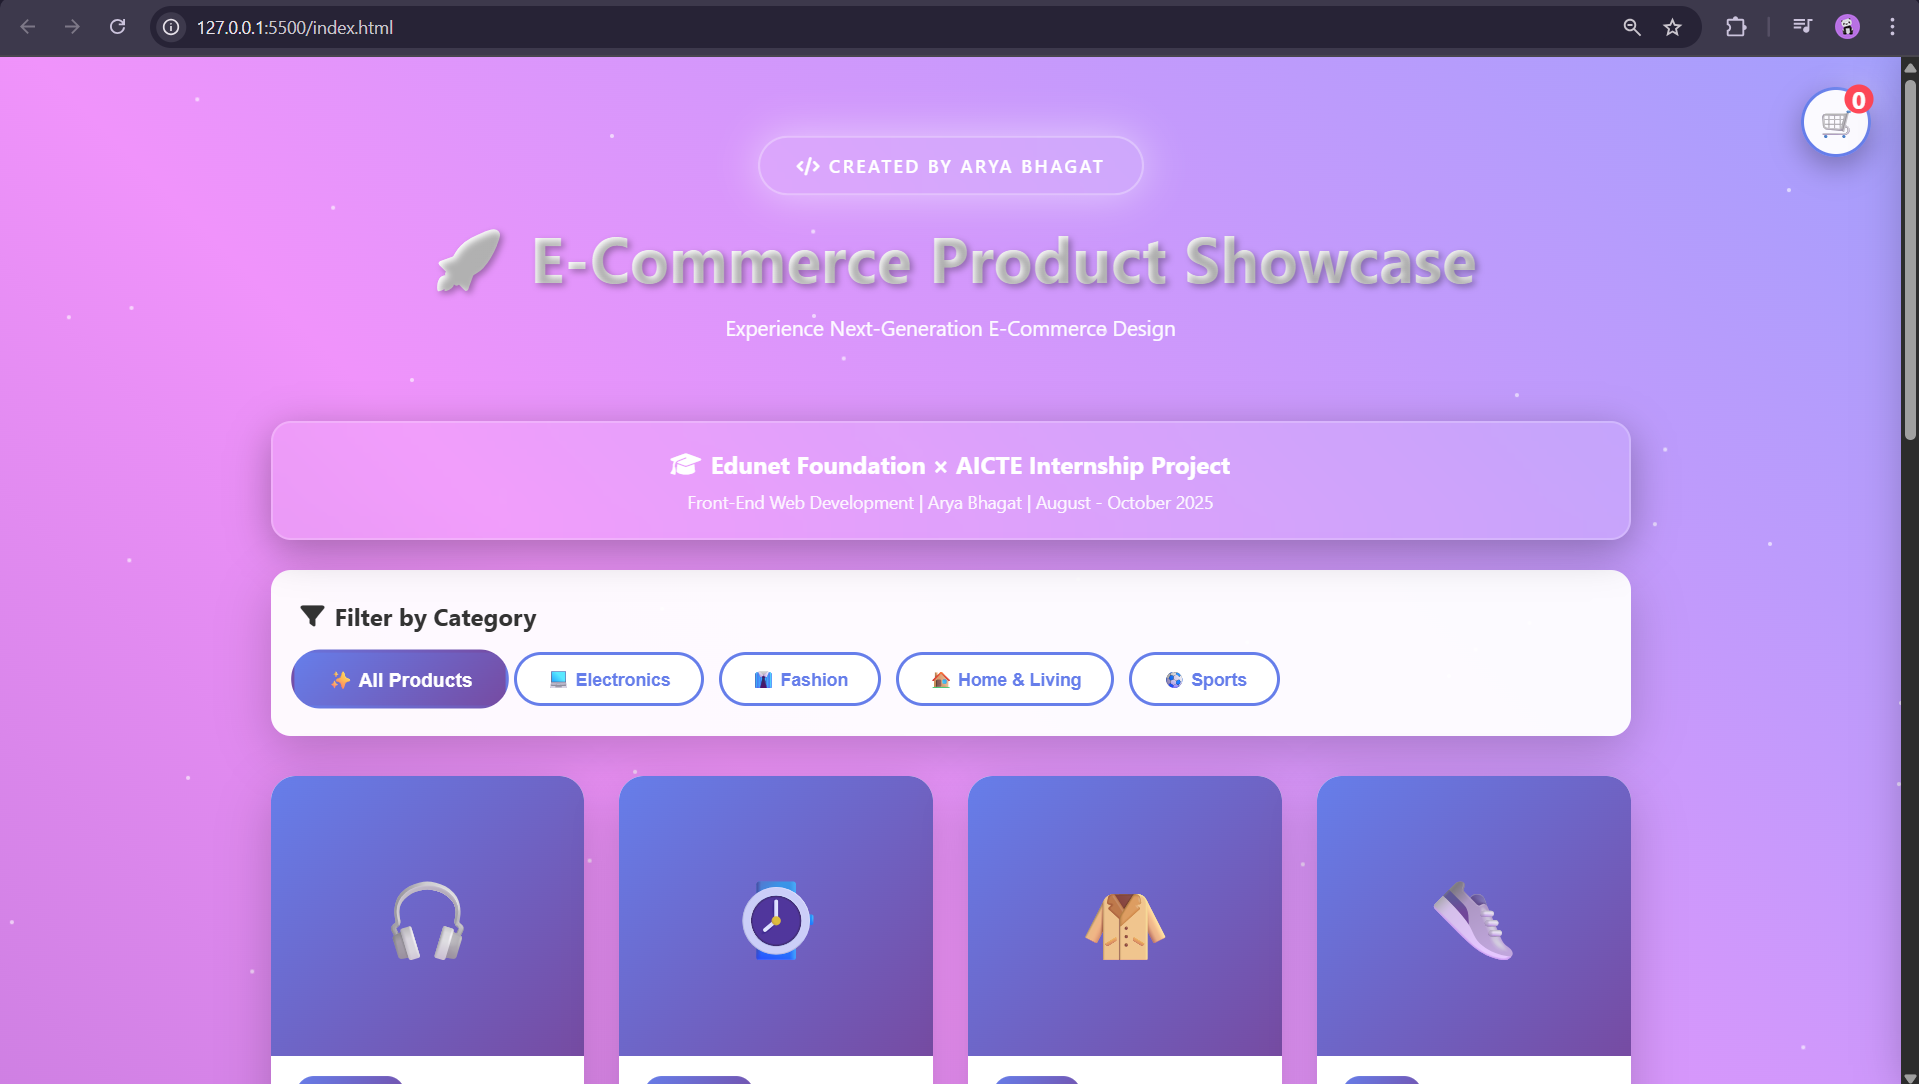 127.0.0.1:5500/index.html
0
</> CREATED BY ARYA BHAGAT
E-Commerce Product Showcase
Experience Next-Generation E-Commerce Design
Edunet Foundation × AICTE Internship Project
Front-End Web Development | Arya Bhagat | August - October 2025
Filter by Category
All Products
Electronics
Fashion
Home & Living
Sports